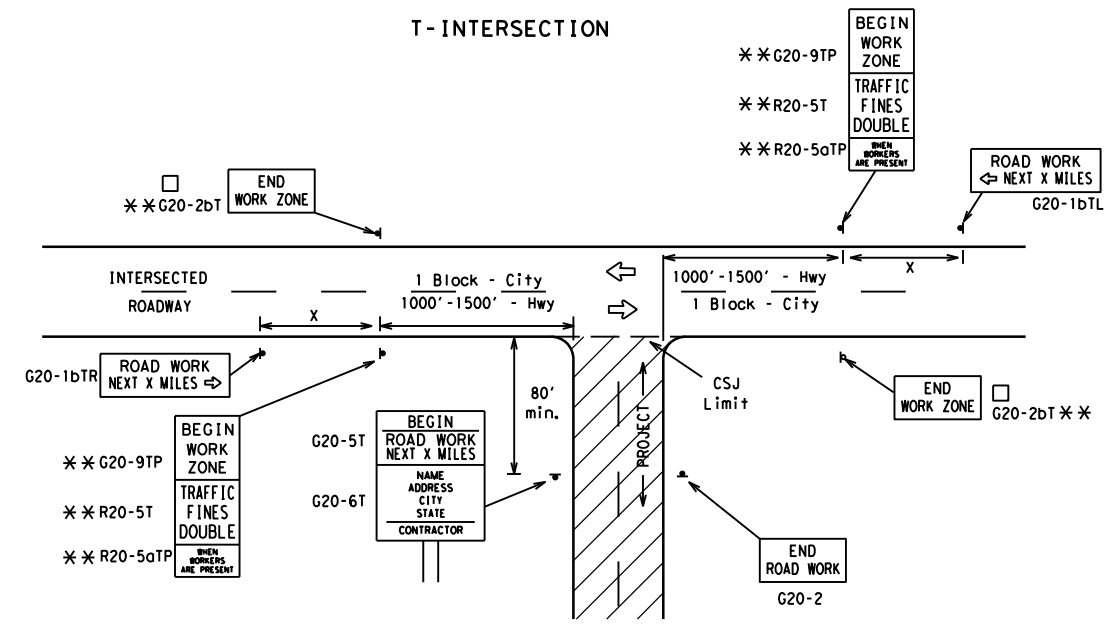 T-INTERSECTION
BEGIN
WORK
ZONE
**G20-9TP
TRAFFIC
FINES
DOUBLE
**R20-5T
WHEN
WORKERS
ARE PRESENT
**R20-5aTP
ROAD WORK
⇦ NEXT X MILES
G20-1bTL
END
WORK ZONE
□
**G20-2bT
INTERSECTED
ROADWAY
1 Block - City
1000'-1500' - Hwy
1000'-1500' - Hwy
1 Block - City
X
X
G20-1bTR
ROAD WORK
NEXT X MILES ⇨
80'
min.
CSJ
Limit
PROJECT
END
WORK ZONE
□
G20-2bT**
BEGIN
WORK
ZONE
**G20-9TP
TRAFFIC
FINES
DOUBLE
**R20-5T
WHEN
WORKERS
ARE PRESENT
**R20-5aTP
G20-5T
BEGIN
ROAD WORK
NEXT X MILES
G20-6T
NAME
ADDRESS
CITY
STATE
CONTRACTOR
END
ROAD WORK
G20-2